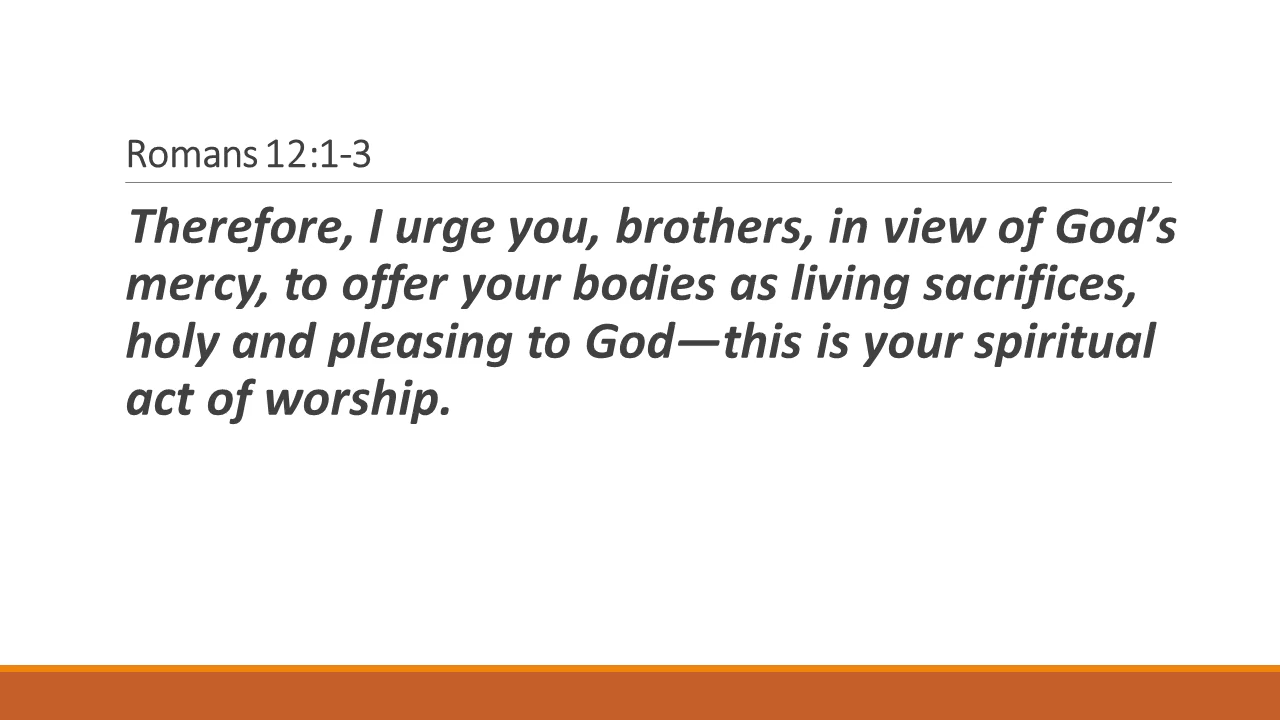 Romans 12:1-3
Therefore, I urge you, brothers, in view of God’s
mercy, to offer your bodies as living sacrifices,
holy and pleasing to God—this is your spiritual
act of worship.